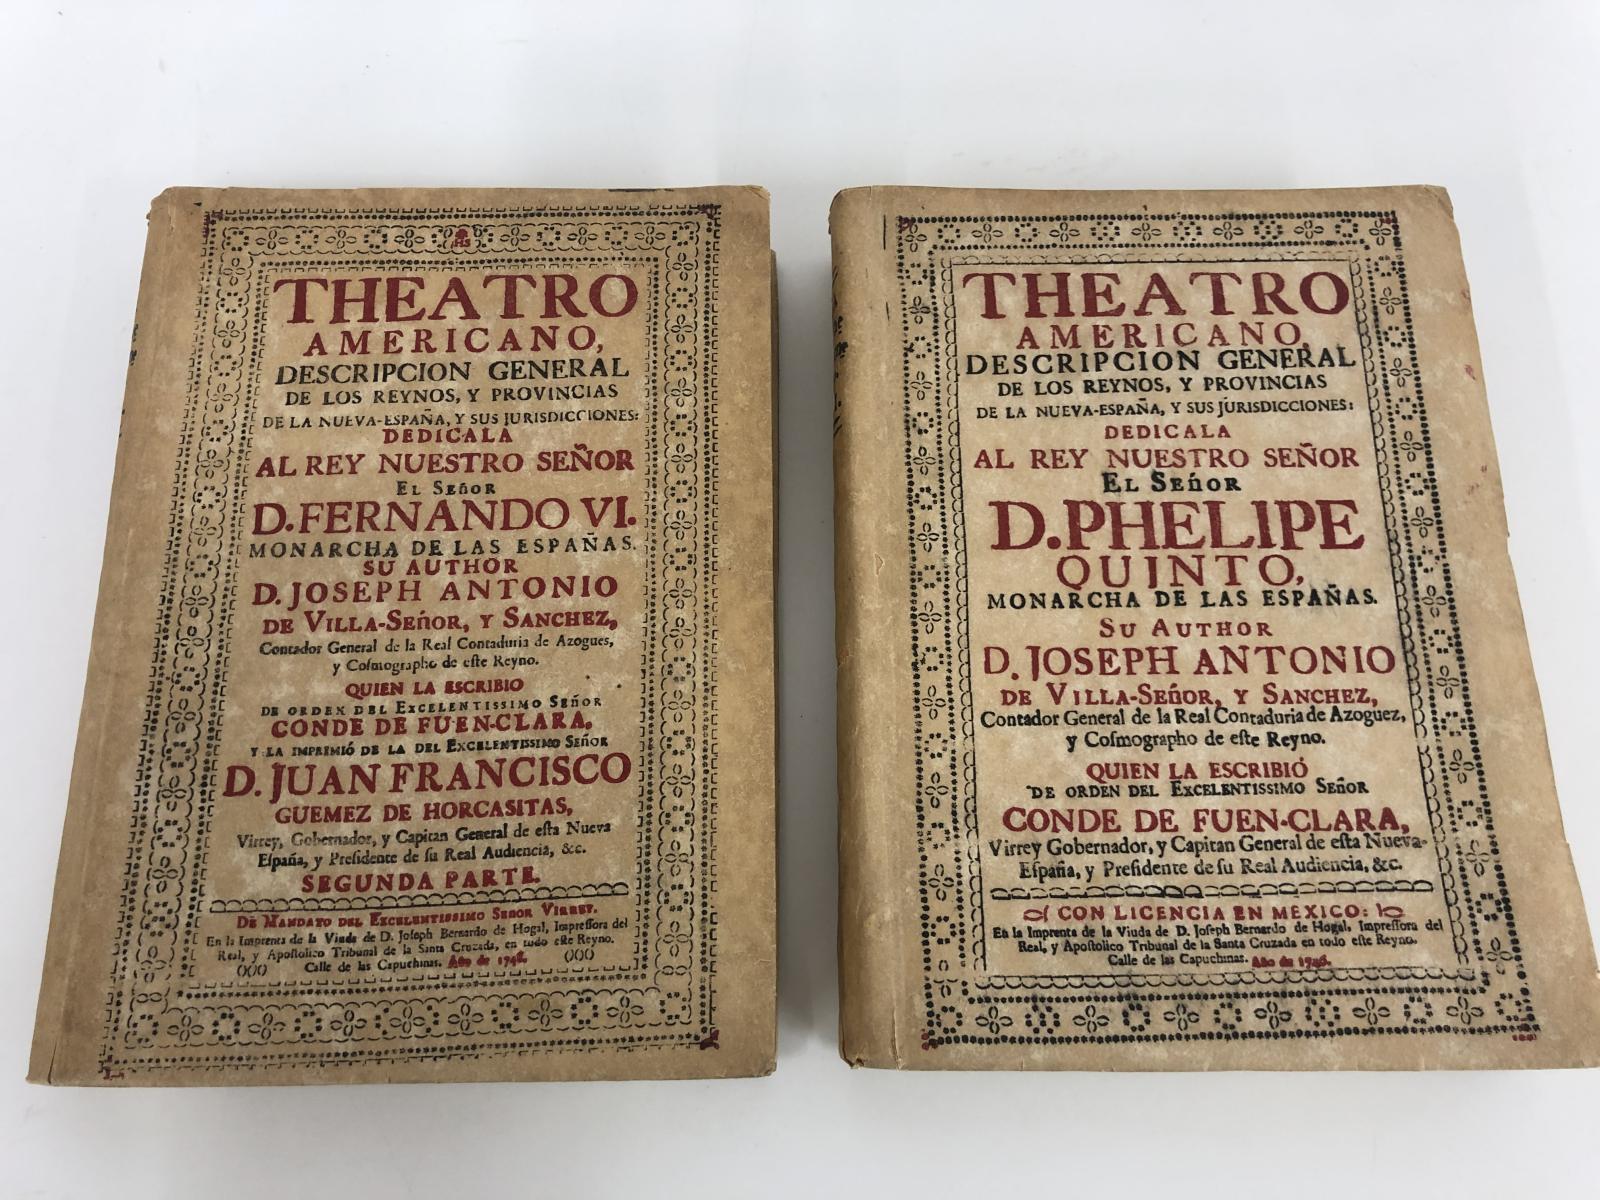 HS
THEATRO
AMERICANO,
DESCRIPCION GENERAL
DE LOS REYNOS, Y PROVINCIAS
DE LA NUEVA-ESPAÑA, Y SUS JURISDICCIONES:
DEDICALA
AL REY NUESTRO SEÑOR
EL SEñOR
D. FERNANDO VI.
MONARCHA DE LAS ESPAÑAS.
SU AUTHOR
D. JOSEPH ANTONIO
DE VILLA-SEñOR, Y SANCHEZ,
Contador General de la Real Contaduria de Azogues,
y Cosmographo de este Reyno.
QUIEN LA ESCRIBIO
DE ORDEN DEL EXCELENTISSIMO SEÑOR
CONDE DE FUEN-CLARA,
Y LA IMPRIMIÓ DE LA DEL EXCELENTISSIMO SEÑOR
D. JUAN FRANCISCO
GUEMEZ DE HORCASITAS,
Virrey, Gobernador, y Capitan General de esta Nueva
España, y Presidente de su Real Audiencia, &c.
SEGUNDA PARTE.
DE MANDATO DEL EXCELENTISSIMO SEÑOR VIRREY.
En la Imprenta de la Viuda de D. Joseph Bernardo de Hogal, Impressora del
Real, y Apostolico Tribunal de la Santa Cruzada, en todo este Reyno.
Calle de las Capuchinas. Año de 1748.
THEATRO
AMERICANO,
DESCRIPCION GENERAL
DE LOS REYNOS, Y PROVINCIAS
DE LA NUEVA-ESPAÑA, Y SUS JURISDICCIONES:
DEDICALA
AL REY NUESTRO SEÑOR
EL SEñOR
D. PHELIPE
QUINTO,
MONARCHA DE LAS ESPAÑAS.
SU AUTHOR
D. JOSEPH ANTONIO
DE VILLA-SEñOR, Y SANCHEZ,
Contador General de la Real Contaduria de Azoguez,
y Cosmographo de este Reyno.
QUIEN LA ESCRIBIÓ
DE ORDEN DEL EXCELENTISSIMO SEÑOR
CONDE DE FUEN-CLARA,
Virrey Gobernador, y Capitan General de esta Nueva-
España, y Presidente de su Real Audiencia, &c.
CON LICENCIA EN MEXICO:
En la Imprenta de la Viuda de D. Joseph Bernardo de Hogal, Impressora del
Real, y Apostolico Tribunal de la Santa Cruzada en todo este Reyno.
Calle de las Capuchinas. Año de 1746.